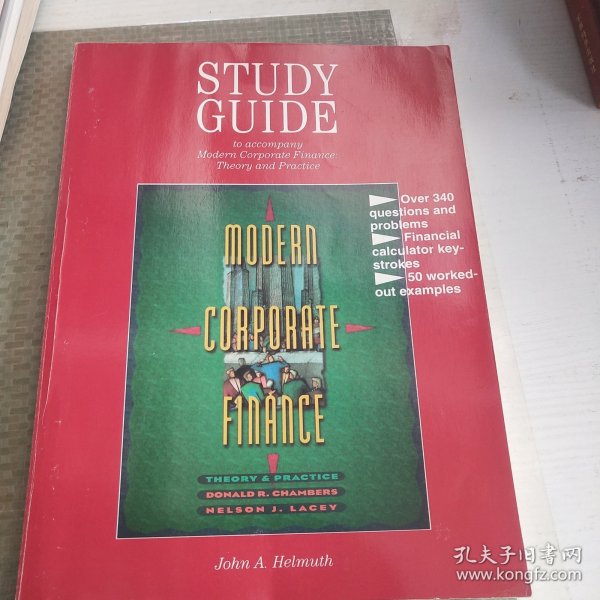 STUDY
GUIDE
to accompany
Modern Corporate Finance:
Theory and Practice
Over 340
questions and
problems
Financial
calculator key-
strokes
50 worked-
out examples
MODERN
CORPORATE
FINANCE
THEORY & PRACTICE
DONALD R. CHAMBERS
NELSON J. LACEY
John A. Helmuth
孔夫子旧书网
www.kongfz.com